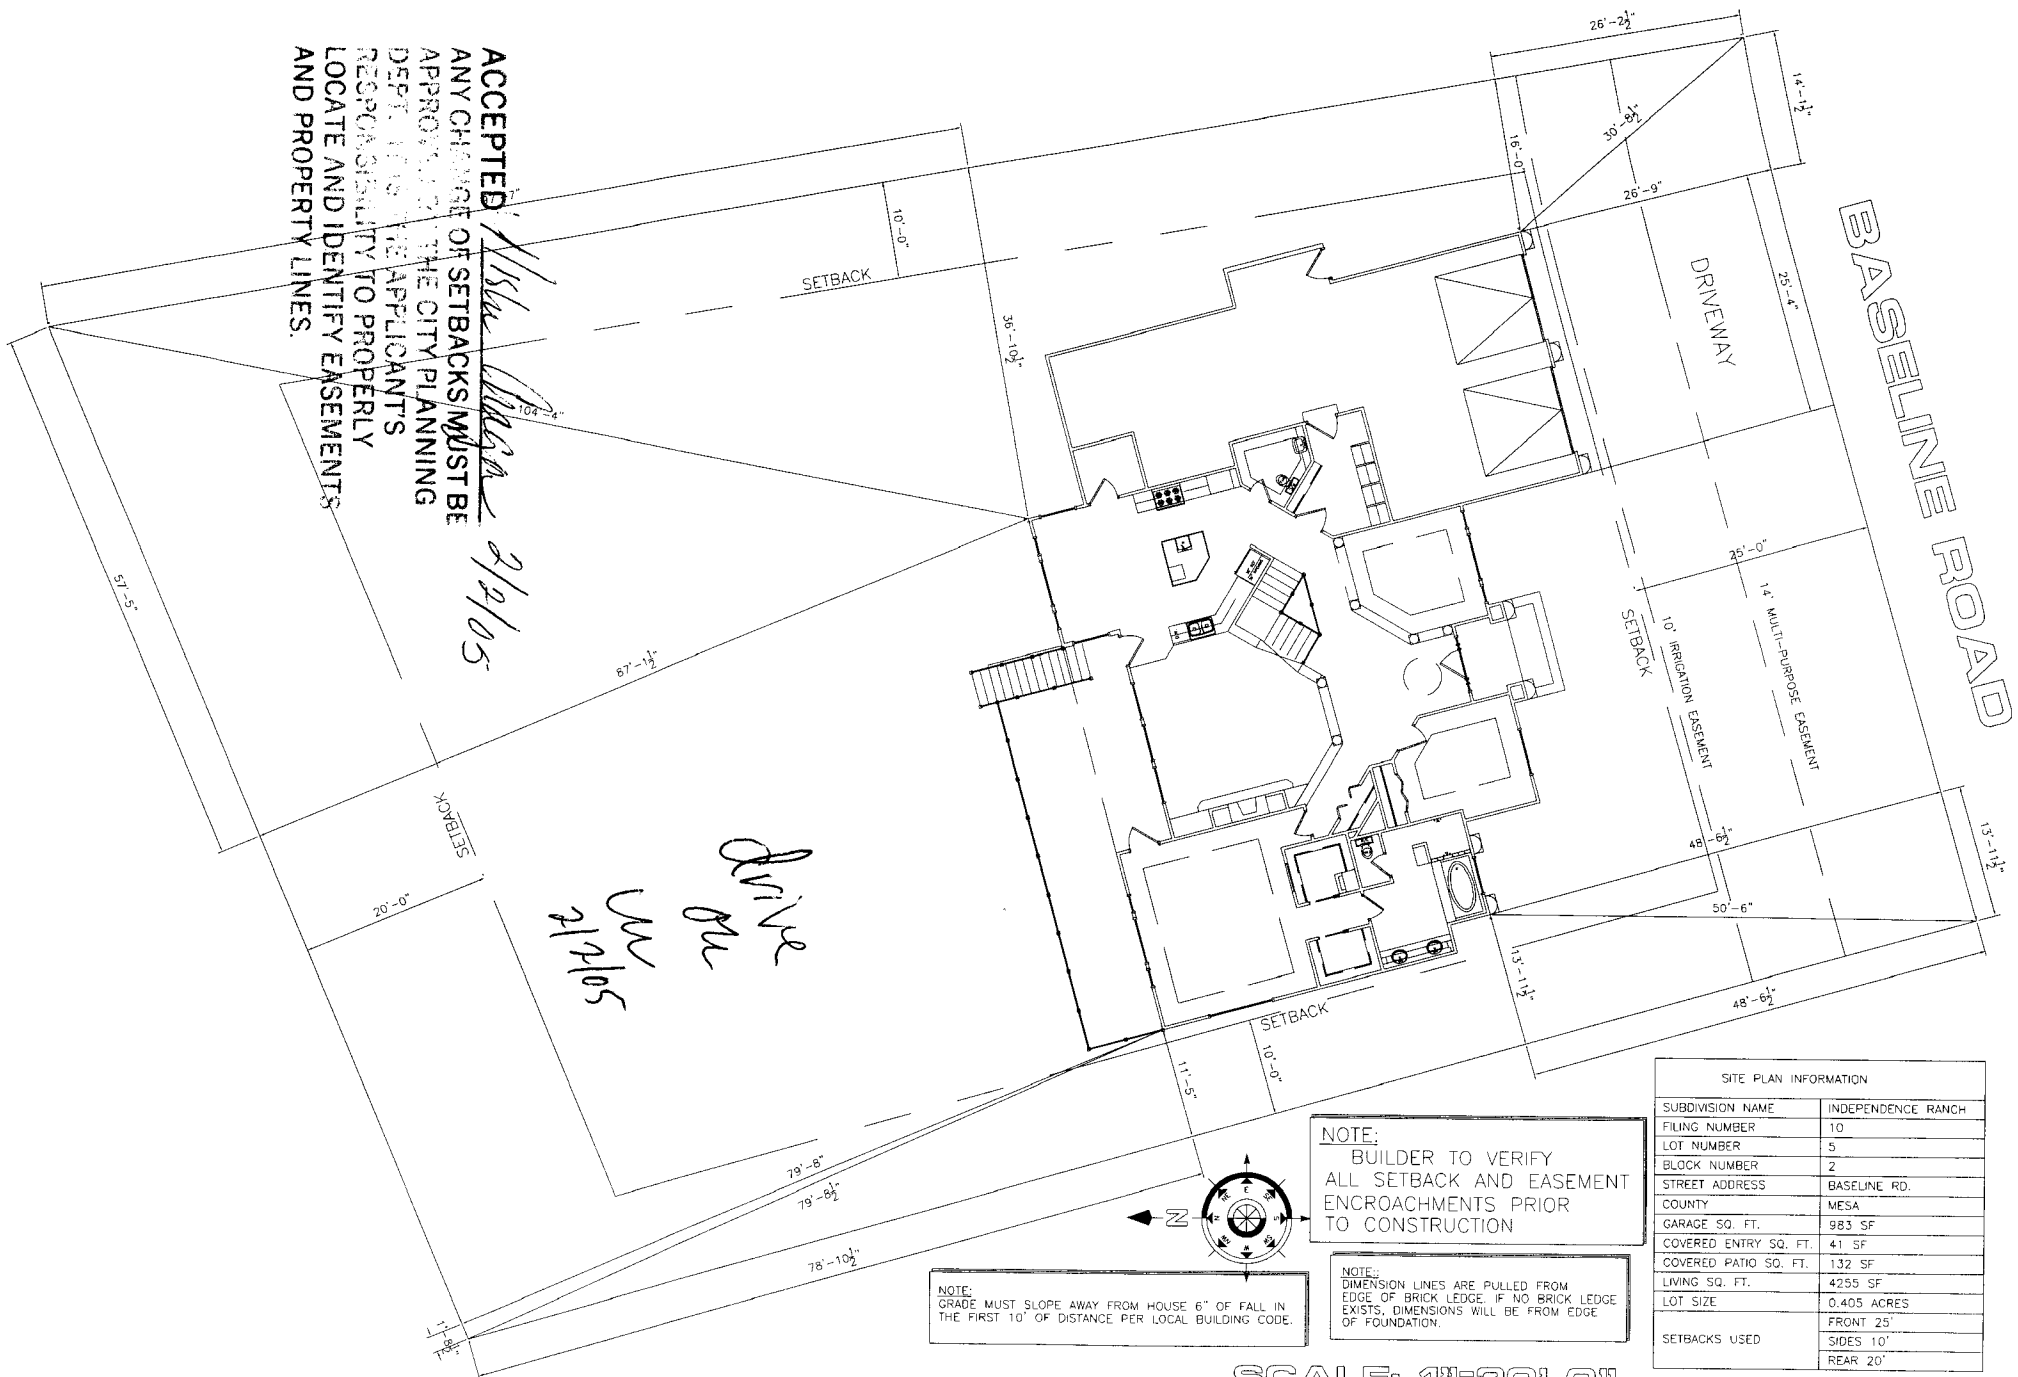 ACCEPTED
ANY CHANGE OF SETBACKS MUST BE
APPROVED BY THE CITY PLANNING
DEPT. IT IS THE APPLICANT'S
RESPONSIBILITY TO PROPERLY
LOCATE AND IDENTIFY EASEMENTS
AND PROPERTY LINES.
2/2/05
26'-2½"
14'-1½"
30'-8½"
16'-0"
26'-9"
25'-4"
DRIVEWAY
BASELINE ROAD
10'-0"
SETBACK
36'-10½"
104'-4"
57'-5"
87'-1½"
25'-0"
SETBACK
10' IRRIGATION EASEMENT
14' MULTI-PURPOSE EASEMENT
SETBACK
20'-0"
drive
OK
2/2/05
48'-6½"
13'-11½"
50'-6"
13'-11½"
48'-6½"
SETBACK
10'-0"
11'-5"
79'-8"
79'-8½"
78'-10½"
N
E
SE
S
SW
W
NW
N
NE
NOTE:
BUILDER TO VERIFY
ALL SETBACK AND EASEMENT
ENCROACHMENTS PRIOR
TO CONSTRUCTION
NOTE:
GRADE MUST SLOPE AWAY FROM HOUSE 6" OF FALL IN
THE FIRST 10' OF DISTANCE PER LOCAL BUILDING CODE.
NOTE:
DIMENSION LINES ARE PULLED FROM
EDGE OF BRICK LEDGE. IF NO BRICK LEDGE
EXISTS, DIMENSIONS WILL BE FROM EDGE
OF FOUNDATION.
SITE PLAN INFORMATION
SUBDIVISION NAME INDEPENDENCE RANCH
FILING NUMBER 10
LOT NUMBER 5
BLOCK NUMBER 2
STREET ADDRESS BASELINE RD.
COUNTY MESA
GARAGE SQ. FT. 983 SF
COVERED ENTRY SQ. FT. 41 SF
COVERED PATIO SQ. FT. 132 SF
LIVING SQ. FT. 4255 SF
LOT SIZE 0.405 ACRES
SETBACKS USED
FRONT 25'
SIDES 10'
REAR 20'
SCALE: 1"=20'-0"